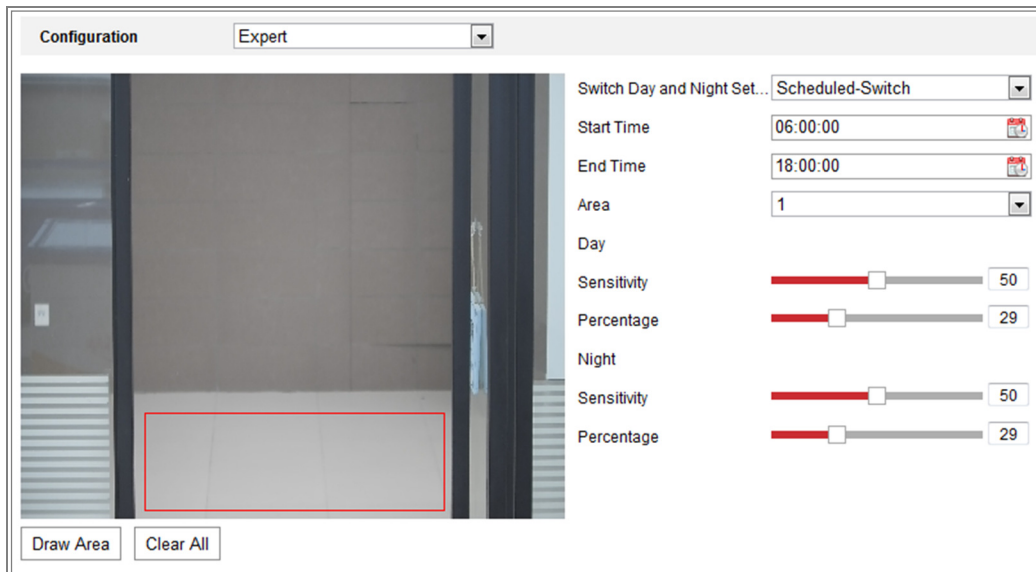 Configuration Expert
Switch Day and Night Set... Scheduled-Switch
Start Time 06:00:00
End Time 18:00:00
Area 1
Day
Sensitivity 50
Percentage 29
Night
Sensitivity 50
Percentage 29
Draw Area Clear All